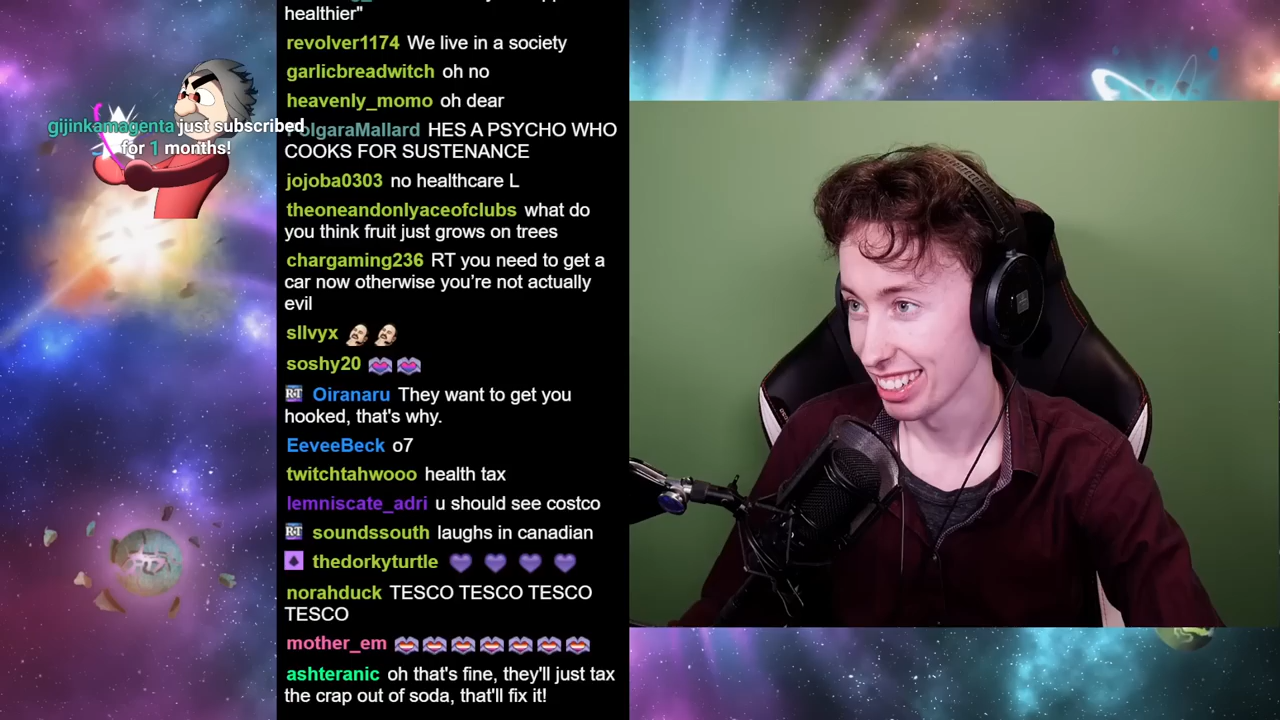 healthier"
revolver1174 We live in a society
garlicbreadwitch oh no
heavenly_momo oh dear
gijinkamagenta just subscribed
for 1 months!
olgaraMallard HES A PSYCHO WHO
COOKS FOR SUSTENANCE
jojoba0303 no healthcare L
theoneandonlyaceofclubs what do
you think fruit just grows on trees
chargaming236 RT you need to get a
car now otherwise you’re not actually
evil
sllvyx
soshy20
RT Oiranaru They want to get you
hooked, that's why.
EeveeBeck o7
twitchtahwooo health tax
lemniscate_adri u should see costco
RT soundssouth laughs in canadian
thedorkyturtle
norahduck TESCO TESCO TESCO
TESCO
mother_em
ashteranic oh that's fine, they'll just tax
the crap out of soda, that'll fix it!